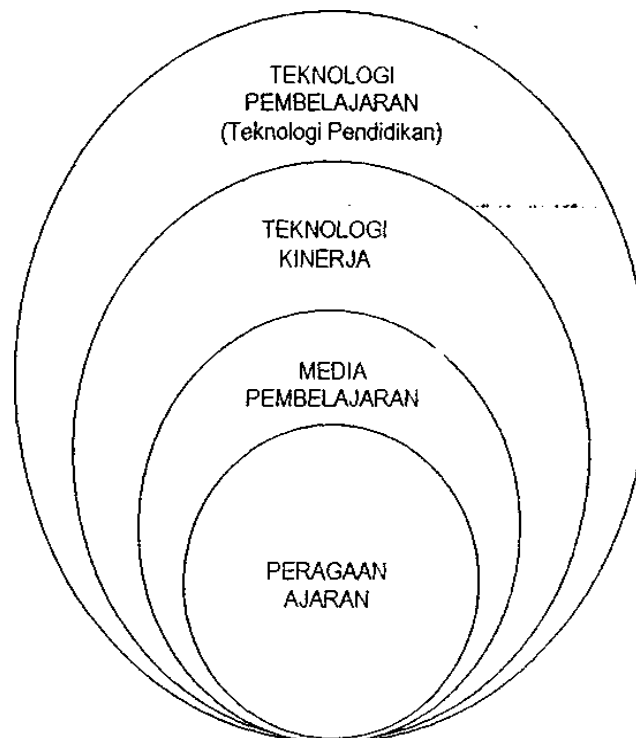 TEKNOLOGI
PEMBELAJARAN
(Teknologi Pendidikan)
TEKNOLOGI
KINERJA
MEDIA
PEMBELAJARAN
PERAGAAN
AJARAN